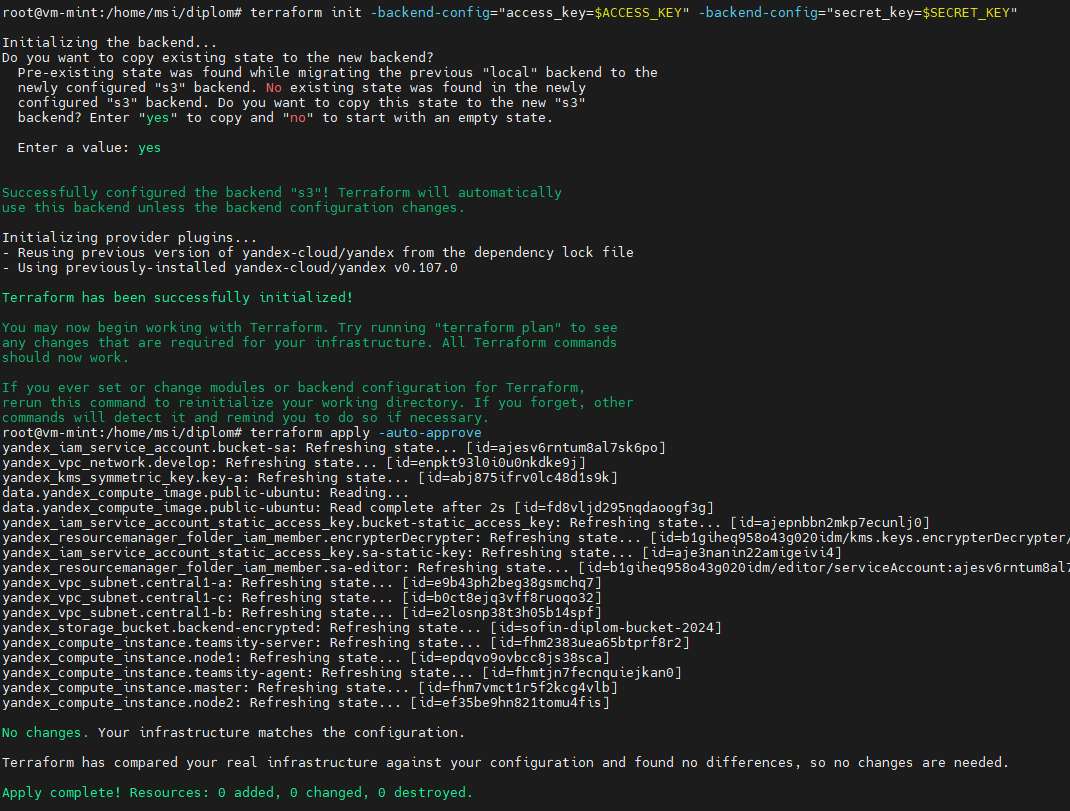 root@vm-mint:/home/msi/diplom# terraform init -backend-config="access_key=$ACCESS_KEY" -backend-config="secret_key=$SECRET_KEY"
Initializing the backend...
Do you want to copy existing state to the new backend?
  Pre-existing state was found while migrating the previous "local" backend to the
  newly configured "s3" backend. No existing state was found in the newly
  configured "s3" backend. Do you want to copy this state to the new "s3"
  backend? Enter "yes" to copy and "no" to start with an empty state.
  Enter a value: yes
Successfully configured the backend "s3"! Terraform will automatically
use this backend unless the backend configuration changes.
Initializing provider plugins...
- Reusing previous version of yandex-cloud/yandex from the dependency lock file
- Using previously-installed yandex-cloud/yandex v0.107.0
Terraform has been successfully initialized!
You may now begin working with Terraform. Try running "terraform plan" to see
any changes that are required for your infrastructure. All Terraform commands
should now work.
If you ever set or change modules or backend configuration for Terraform,
rerun this command to reinitialize your working directory. If you forget, other
commands will detect it and remind you to do so if necessary.
root@vm-mint:/home/msi/diplom# terraform apply -auto-approve
yandex_iam_service_account.bucket-sa: Refreshing state... [id=ajesv6rntum8al7sk6po]
yandex_vpc_network.develop: Refreshing state... [id=enpkt93l0i0u0nkdke9j]
yandex_kms_symmetric_key.key-a: Refreshing state... [id=abj875ifrv0lc48d1s9k]
data.yandex_compute_image.public-ubuntu: Reading...
data.yandex_compute_image.public-ubuntu: Read complete after 2s [id=fd8vljd295nqdaoogf3g]
yandex_iam_service_account_static_access_key.bucket-static_access_key: Refreshing state... [id=ajepnbbn2mkp7ecunlj0]
yandex_resourcemanager_folder_iam_member.encrypterDecrypter: Refreshing state... [id=b1giheq958o43g020idm/kms.keys.encrypterDecrypter/
yandex_iam_service_account_static_access_key.sa-static-key: Refreshing state... [id=aje3nanin22amigeivi4]
yandex_resourcemanager_folder_iam_member.sa-editor: Refreshing state... [id=b1giheq958o43g020idm/editor/serviceAccount:ajesv6rntum8al7
yandex_vpc_subnet.central1-a: Refreshing state... [id=e9b43ph2beg38gsmchq7]
yandex_vpc_subnet.central1-c: Refreshing state... [id=b0ct8ejq3vff8ruoqo32]
yandex_vpc_subnet.central1-b: Refreshing state... [id=e2losnp38t3h05b14spf]
yandex_storage_bucket.backend-encrypted: Refreshing state... [id=sofin-diplom-bucket-2024]
yandex_compute_instance.teamsity-server: Refreshing state... [id=fhm2383uea65btprf8r2]
yandex_compute_instance.node1: Refreshing state... [id=epdqvo9ovbcc8js38sca]
yandex_compute_instance.teamsity-agent: Refreshing state... [id=fhmtjn7fecnquiejkan0]
yandex_compute_instance.master: Refreshing state... [id=fhm7vmct1r5f2kcg4vlb]
yandex_compute_instance.node2: Refreshing state... [id=ef35be9hn821tomu4fis]
No changes. Your infrastructure matches the configuration.
Terraform has compared your real infrastructure against your configuration and found no differences, so no changes are needed.
Apply complete! Resources: 0 added, 0 changed, 0 destroyed.